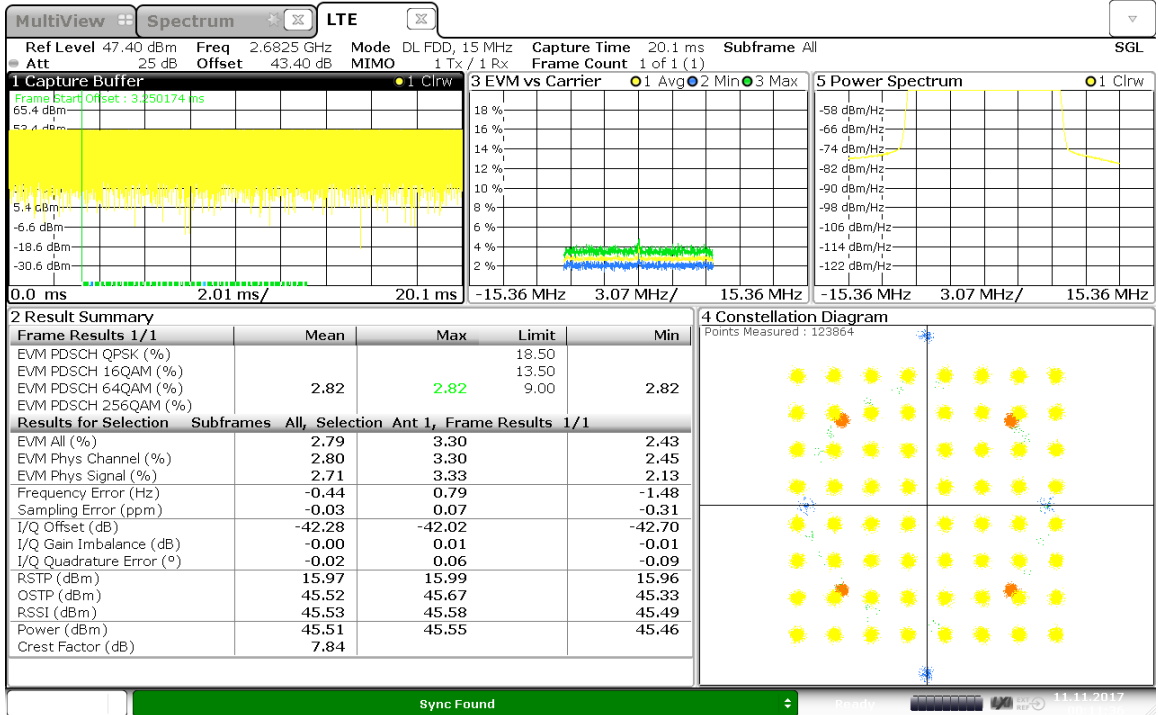 MultiView Spectrum LTE
Ref Level 47.40 dBm Freq 2.6825 GHz Mode DL FDD, 15 MHz Capture Time 20.1 ms Subframe All SGL
Att 25 dB Offset 43.40 dB MIMO 1 Tx / 1 Rx Frame Count 1 of 1 (1)
1 Capture Buffer 1 Clrw
Frame Start Offset : 3.250174 ms
65.4 dBm
53.4 dBm
5.4 dBm
-6.6 dBm
-18.6 dBm
-30.6 dBm
0.0 ms 2.01 ms/ 20.1 ms
3 EVM vs Carrier 1 Avg 2 Min 3 Max
18 %
16 %
14 %
12 %
10 %
8 %
6 %
4 %
2 %
-15.36 MHz 3.07 MHz/ 15.36 MHz
5 Power Spectrum 1 Clrw
-58 dBm/Hz
-66 dBm/Hz
-74 dBm/Hz
-82 dBm/Hz
-90 dBm/Hz
-98 dBm/Hz
-106 dBm/Hz
-114 dBm/Hz
-122 dBm/Hz
-15.36 MHz 3.07 MHz/ 15.36 MHz
2 Result Summary
Frame Results 1/1 Mean Max Limit Min
EVM PDSCH QPSK (%) 18.50
EVM PDSCH 16QAM (%) 13.50
EVM PDSCH 64QAM (%) 2.82 2.82 9.00 2.82
EVM PDSCH 256QAM (%)
Results for Selection Subframes All, Selection Ant 1, Frame Results 1/1
EVM All (%) 2.79 3.30 2.43
EVM Phys Channel (%) 2.80 3.30 2.45
EVM Phys Signal (%) 2.71 3.33 2.13
Frequency Error (Hz) -0.44 0.79 -1.48
Sampling Error (ppm) -0.03 0.07 -0.31
I/Q Offset (dB) -42.28 -42.02 -42.70
I/Q Gain Imbalance (dB) -0.00 0.01 -0.01
I/Q Quadrature Error (°) -0.02 0.06 -0.09
RSTP (dBm) 15.97 15.99 15.96
OSTP (dBm) 45.52 45.67 45.33
RSSI (dBm) 45.53 45.58 45.49
Power (dBm) 45.51 45.55 45.46
Crest Factor (dB) 7.84
4 Constellation Diagram
Points Measured : 123864
Sync Found Ready LXI EXT REF 11.11.2017